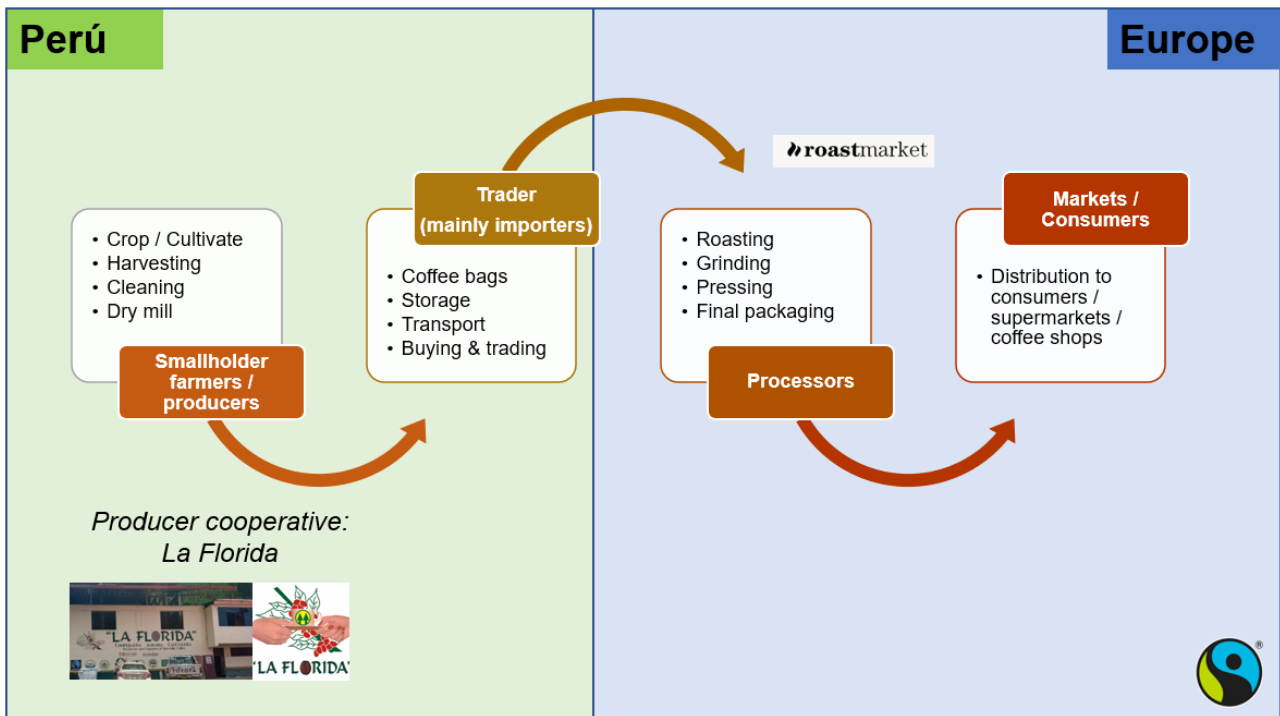 Perú
Europe
roastmarket
Trader
(mainly importers)
Markets /
Consumers
• Crop / Cultivate
• Harvesting
• Cleaning
• Dry mill
• Coffee bags
• Storage
• Transport
• Buying & trading
• Roasting
• Grinding
• Pressing
• Final packaging
• Distribution to
consumers /
supermarkets /
coffee shops
Smallholder
farmers /
producers
Processors
Producer cooperative:
La Florida
"LA FLORIDA"
"LA FLORIDA"
®